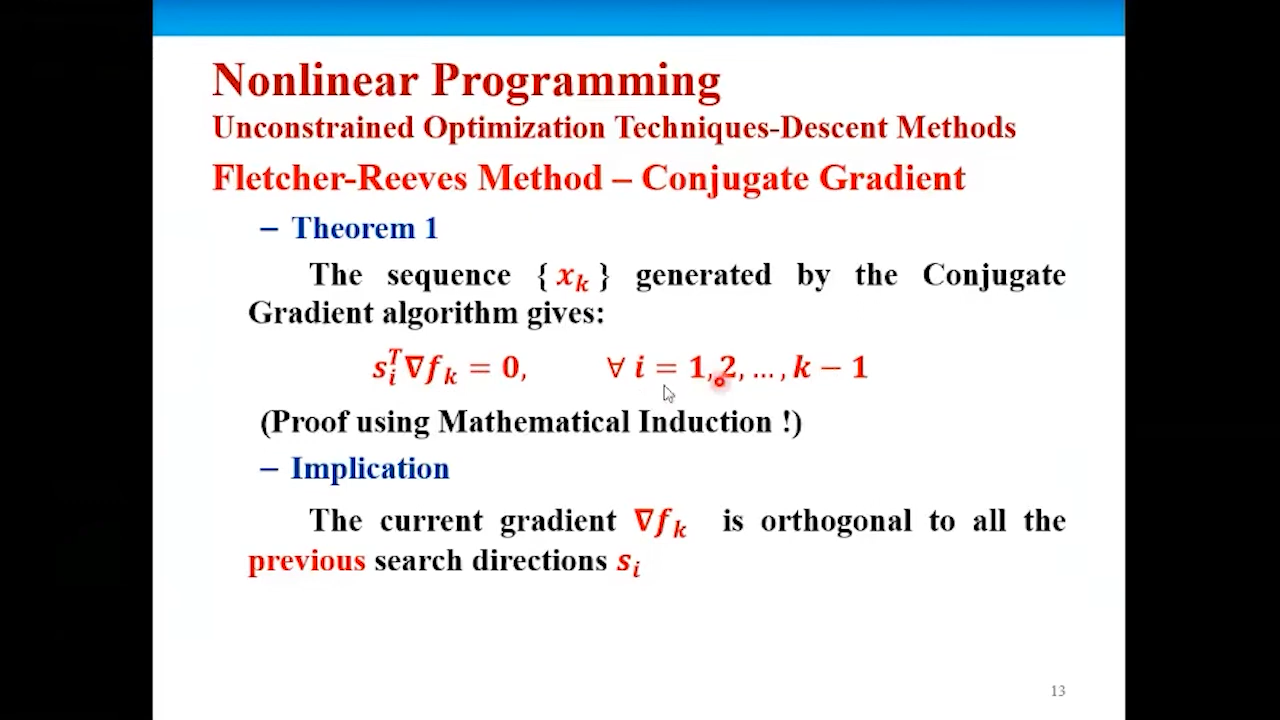 Nonlinear Programming
Unconstrained Optimization Techniques-Descent Methods
Fletcher-Reeves Method – Conjugate Gradient
– Theorem 1
The sequence { xₖ } generated by the Conjugate
Gradient algorithm gives:
sᵢᵀ∇fₖ = 0, ∀ i = 1,2, … , k − 1
(Proof using Mathematical Induction !)
– Implication
The current gradient ∇fₖ is orthogonal to all the
previous search directions sᵢ
13